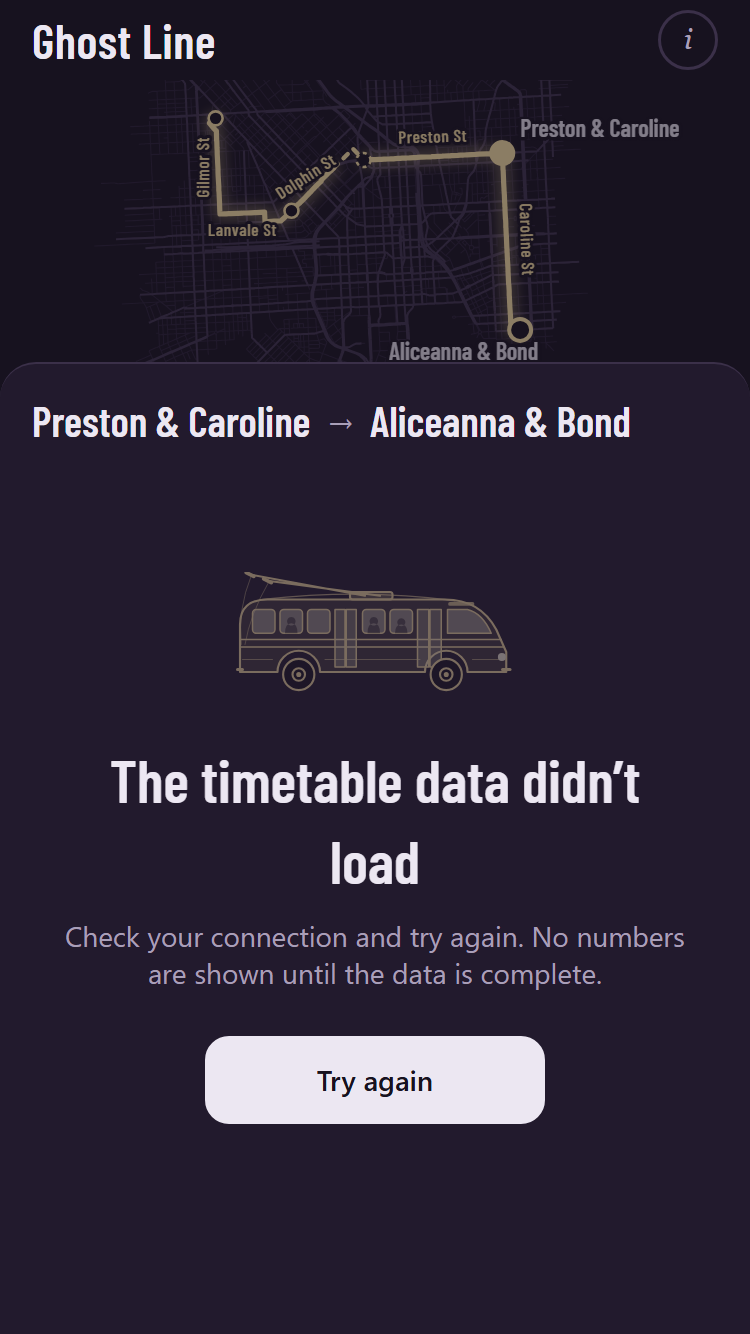 Ghost Line
i
Preston & Caroline
Preston St
Gilmor St
Dolphin St
Lanvale St
Caroline St
Aliceanna & Bond
Preston & Caroline → Aliceanna & Bond
The timetable data didn’t
load
Check your connection and try again. No numbers
are shown until the data is complete.
Try again